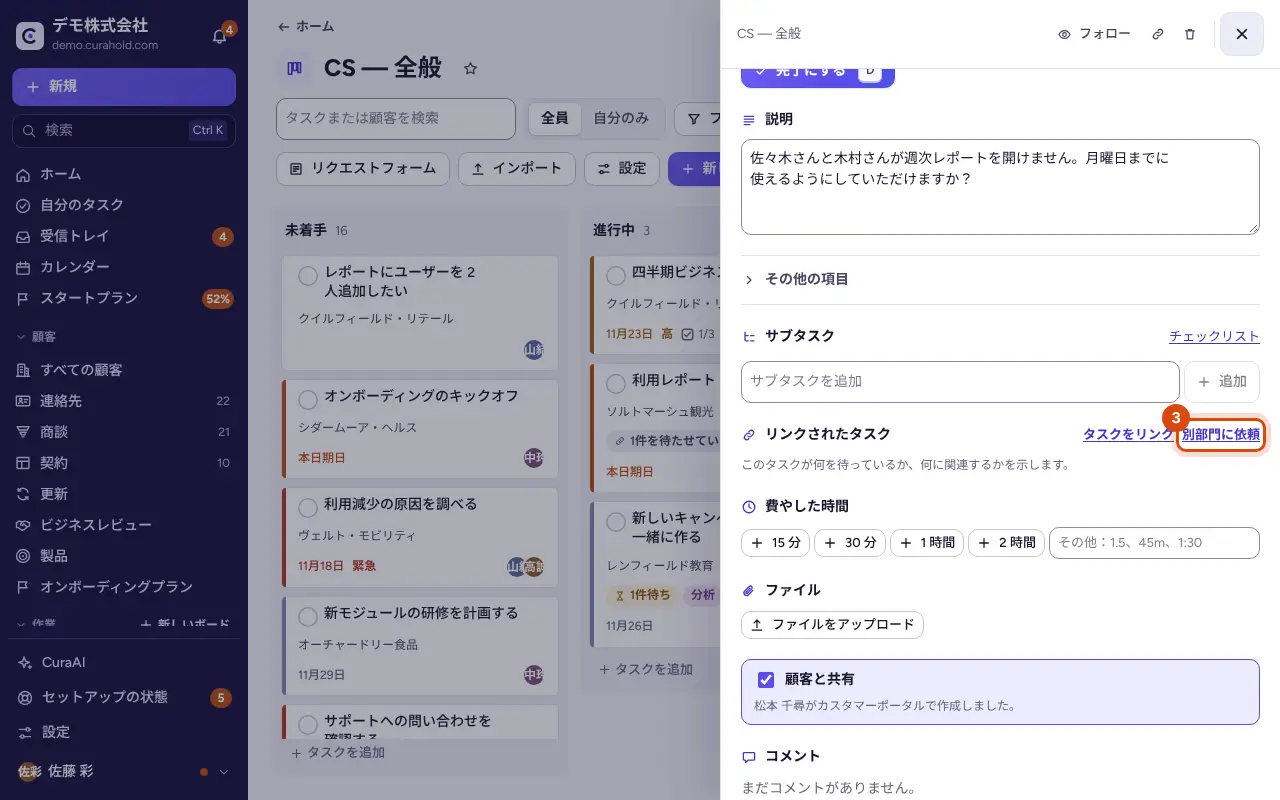 デモ株式会社
demo.curahold.com
4
新規
検索
Ctrl K
ホーム
自分のタスク
受信トレイ
4
カレンダー
スタートプラン
52%
顧客
すべての顧客
連絡先
22
商談
21
契約
10
更新
ビジネスレビュー
製品
オンボーディングプラン
作業
新しいボード
CuraAI
セットアップの状態
5
設定
佐彩
佐藤 彩
ホーム
CS — 全般
タスクまたは顧客を検索
全員
自分のみ
リクエストフォーム
インポート
設定
未着手 16
レポートにユーザーを 2
人追加したい
クイルフィールド・リテール
オンボーディングのキックオフ
シダームーア・ヘルス
本日期日
利用減少の原因を調べる
ヴェルト・モビリティ
11月18日 緊急
新モジュールの研修を計画する
オーチャードリー食品
11月29日
サポートへの問い合わせを
確認する
タスクを追加
進行中 3
四半期ビジネス
クイルフィールド・リ
11月23日 高 1/3
利用レポート
ソルトマーシュ観光
1件を待たせてい
本日期日
新しいキャンペ
一緒に作る
レンフィールド教育
1件待ち
分析
11月26日
タスクを追加
CS — 全般
フォロー
完了にする
D
説明
佐々木さんと木村さんが週次レポートを開けません。月曜日までに
使えるようにしていただけますか？
その他の項目
サブタスク
チェックリスト
サブタスクを追加
追加
3
リンクされたタスク
タスクをリンク
別部門に依頼
このタスクが何を待っているか、何に関連するかを示します。
費やした時間
15 分
30 分
1 時間
2 時間
その他：1.5、45m、1:30
ファイル
ファイルをアップロード
顧客と共有
松本 千尋がカスタマーポータルで作成しました。
コメント
まだコメントがありません。